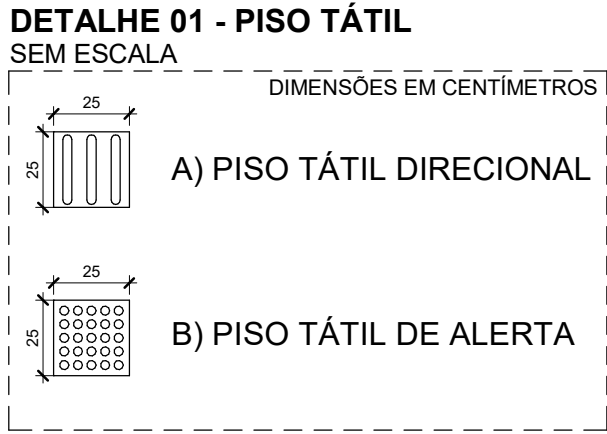 DETALHE 01 - PISO TÁTIL
SEM ESCALA
DIMENSÕES EM CENTÍMETROS
25
25
A) PISO TÁTIL DIRECIONAL
25
25
B) PISO TÁTIL DE ALERTA